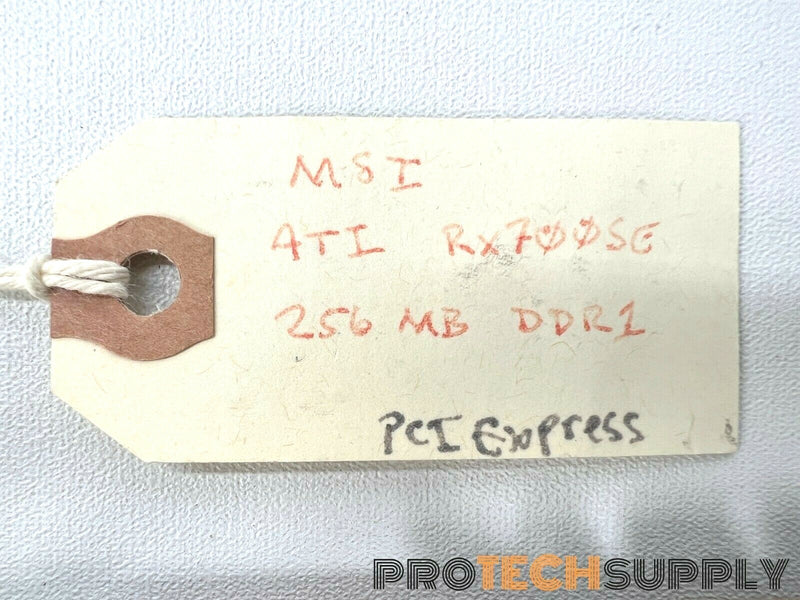 MSI
ATI RX700SE
256 MB DDR1
PCI Express
PROTECHSUPPLY